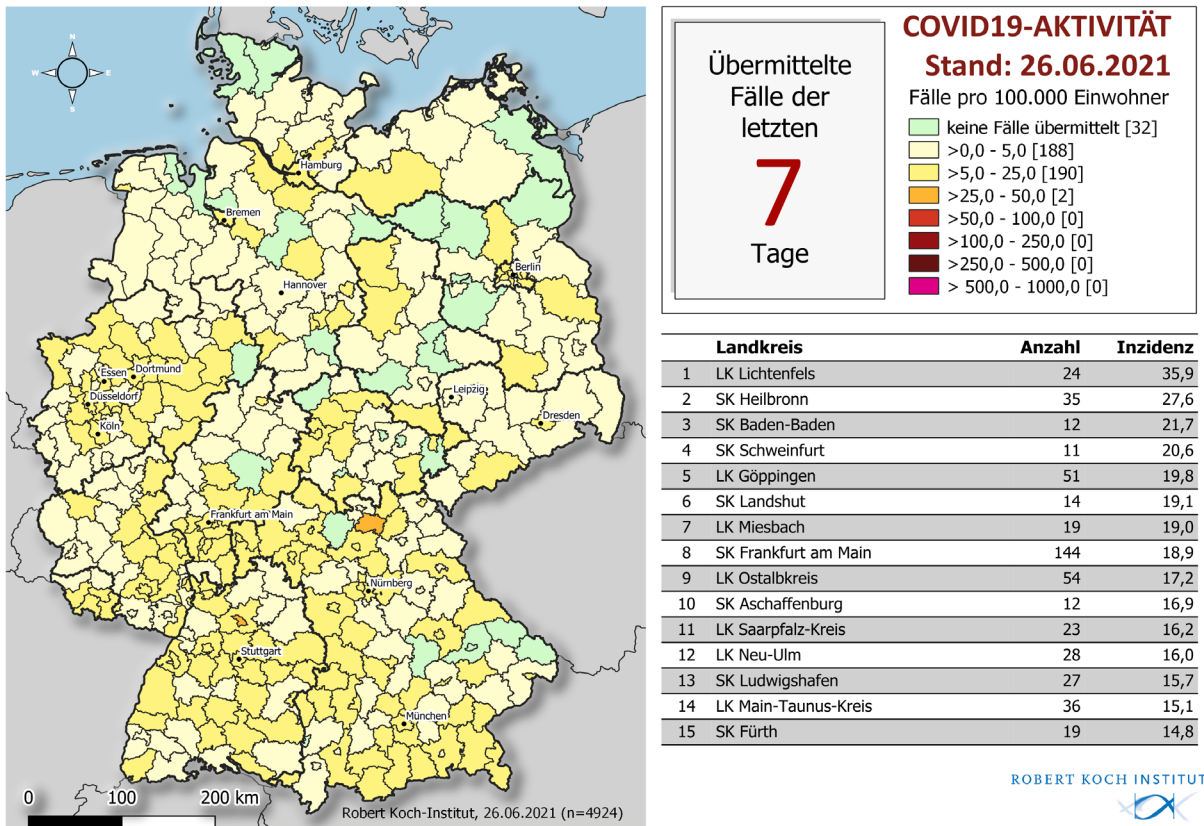 N
W E
S
Hamburg
Bremen
Berlin
Hannover
Essen Dortmund
Düsseldorf
Köln
Leipzig
Dresden
Frankfurt am Main
Nürnberg
Stuttgart
München
0 100 200 km
Robert Koch-Institut, 26.06.2021 (n=4924)
Übermittelte
Fälle der
letzten
7
Tage
COVID19-AKTIVITÄT
Stand: 26.06.2021
Fälle pro 100.000 Einwohner
keine Fälle übermittelt [32]
>0,0 - 5,0 [188]
>5,0 - 25,0 [190]
>25,0 - 50,0 [2]
>50,0 - 100,0 [0]
>100,0 - 250,0 [0]
>250,0 - 500,0 [0]
> 500,0 - 1000,0 [0]
Landkreis Anzahl Inzidenz
1 LK Lichtenfels 24 35,9
2 SK Heilbronn 35 27,6
3 SK Baden-Baden 12 21,7
4 SK Schweinfurt 11 20,6
5 LK Göppingen 51 19,8
6 SK Landshut 14 19,1
7 LK Miesbach 19 19,0
8 SK Frankfurt am Main 144 18,9
9 LK Ostalbkreis 54 17,2
10 SK Aschaffenburg 12 16,9
11 LK Saarpfalz-Kreis 23 16,2
12 LK Neu-Ulm 28 16,0
13 SK Ludwigshafen 27 15,7
14 LK Main-Taunus-Kreis 36 15,1
15 SK Fürth 19 14,8
ROBERT KOCH INSTITUT